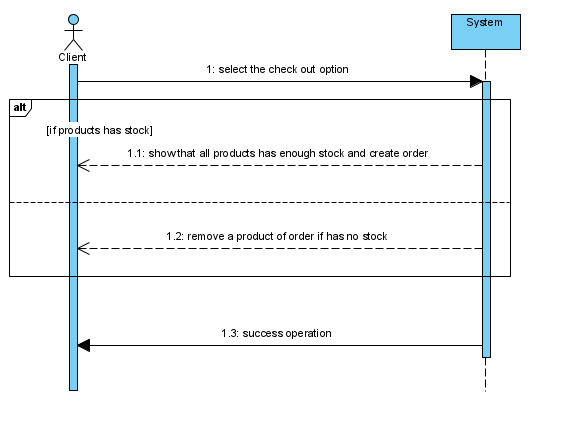 System
Client
1: select the check out option
alt
[if products has stock]
1.1: show that all products has enough stock and create order
1.2: remove a product of order if has no stock
1.3: success operation